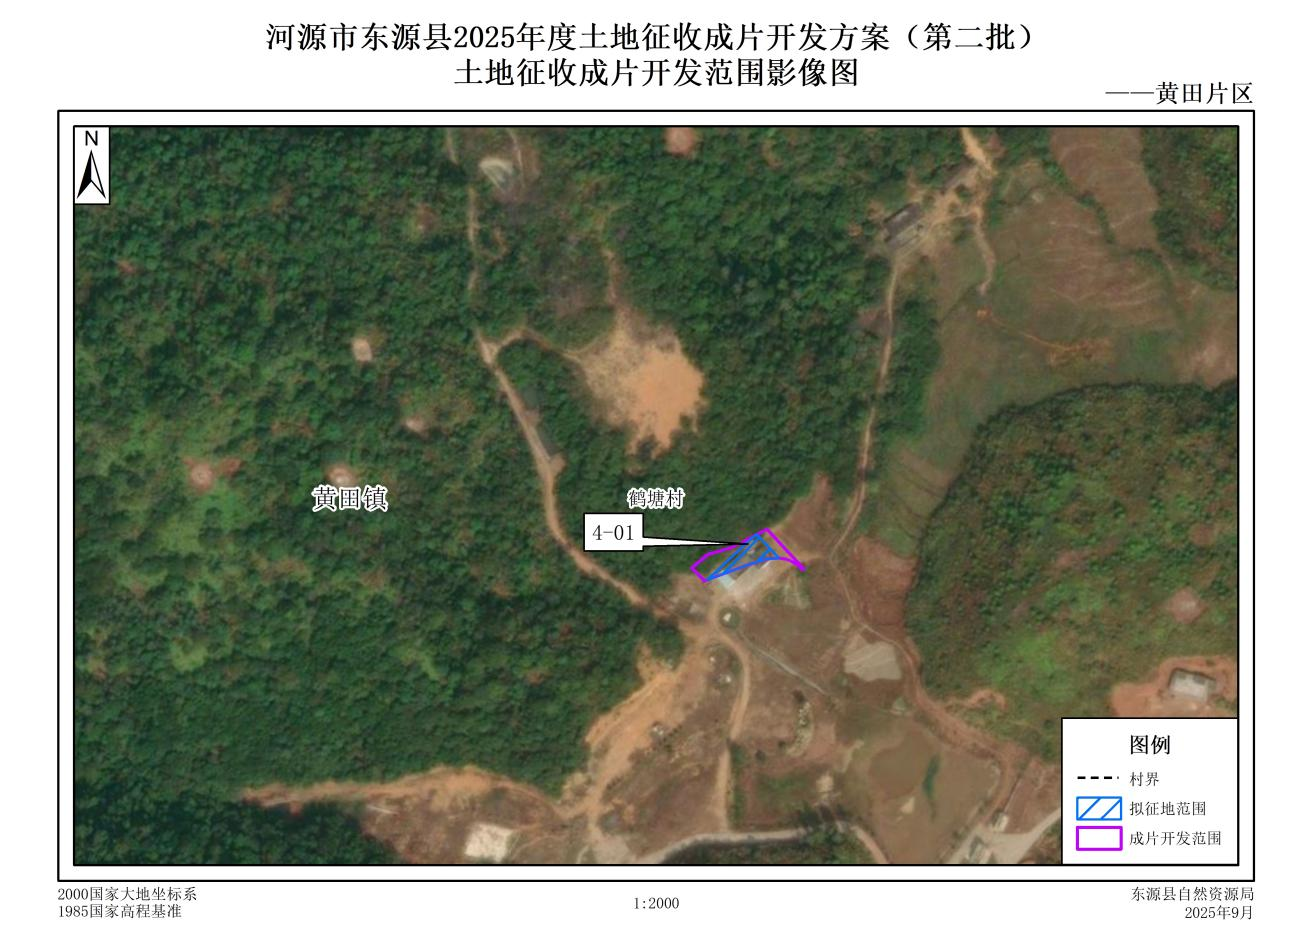 河源市东源县2025年度土地征收成片开发方案（第二批）
土地征收成片开发范围影像图
——黄田片区
N
黄田镇
鹤塘村
4-01
图例
村界
拟征地范围
成片开发范围
2000国家大地坐标系
1985国家高程基准
1:2000
东源县自然资源局
2025年9月